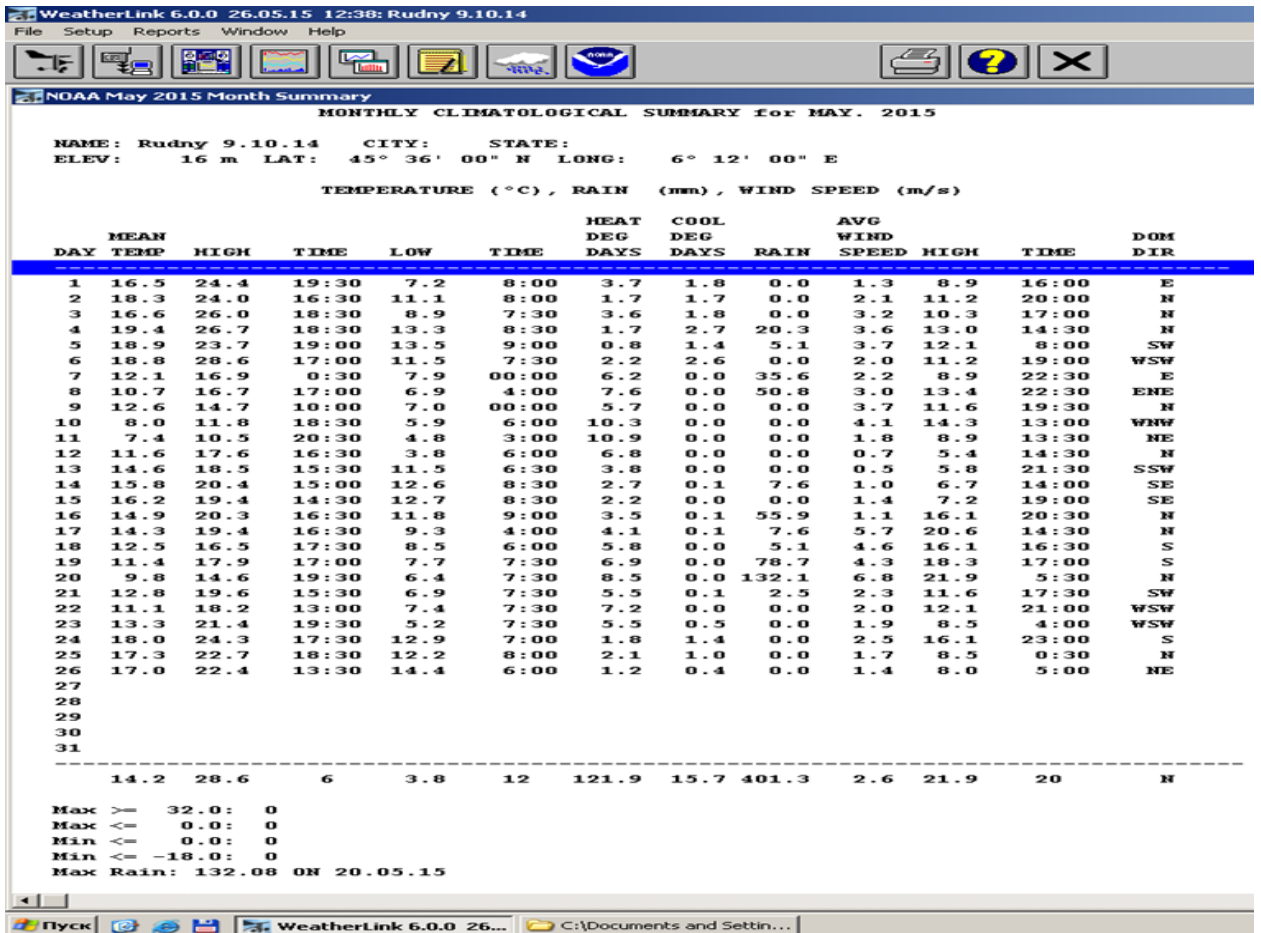 WeatherLink 6.0.0 26.05.15 12:38: Rudny 9.10.14
File Setup Reports Window Help
NOAA May 2015 Month Summary
MONTHLY CLIMATOLOGICAL SUMMARY for MAY. 2015
NAME: Rudny 9.10.14 CITY: STATE:
ELEV: 16 m LAT: 45° 36' 00" N LONG: 6° 12' 00" E
TEMPERATURE (°C), RAIN (mm), WIND SPEED (m/s)
HEAT COOL AVG
MEAN DEG DEG WIND DOM
DAY TEMP HIGH TIME LOW TIME DAYS DAYS RAIN SPEED HIGH TIME DIR
1 16.5 24.4 19:30 7.2 8:00 3.7 1.8 0.0 1.3 8.9 16:00 E
2 18.3 24.0 16:30 11.1 8:00 1.7 1.7 0.0 2.1 11.2 20:00 N
3 16.6 26.0 18:30 8.9 7:30 3.6 1.8 0.0 3.2 10.3 17:00 N
4 19.4 26.7 18:30 13.3 8:30 1.7 2.7 20.3 3.6 13.0 14:30 N
5 18.9 23.7 19:00 13.5 9:00 0.8 1.4 5.1 3.7 12.1 8:00 SW
6 18.8 28.6 17:00 11.5 7:30 2.2 2.6 0.0 2.0 11.2 19:00 WSW
7 12.1 16.9 0:30 7.9 00:00 6.2 0.0 35.6 2.2 8.9 22:30 E
8 10.7 16.7 17:00 6.9 4:00 7.6 0.0 50.8 3.0 13.4 22:30 ENE
9 12.6 14.7 10:00 7.0 00:00 5.7 0.0 0.0 3.7 11.6 19:30 N
10 8.0 11.8 18:30 5.9 6:00 10.3 0.0 0.0 4.1 14.3 13:00 WNW
11 7.4 10.5 20:30 4.8 3:00 10.9 0.0 0.0 1.8 8.9 13:30 NE
12 11.6 17.6 16:30 3.8 6:00 6.8 0.0 0.0 0.7 5.4 14:30 N
13 14.6 18.5 15:30 11.5 6:30 3.8 0.0 0.0 0.5 5.8 21:30 SSW
14 15.8 20.4 15:00 12.6 8:30 2.7 0.1 7.6 1.0 6.7 14:00 SE
15 16.2 19.4 14:30 12.7 8:30 2.2 0.0 0.0 1.4 7.2 19:00 SE
16 14.9 20.3 16:30 11.8 9:00 3.5 0.1 55.9 1.1 16.1 20:30 N
17 14.3 19.4 16:30 9.3 4:00 4.1 0.1 7.6 5.7 20.6 14:30 N
18 12.5 16.5 17:30 8.5 6:00 5.8 0.0 5.1 4.6 16.1 16:30 S
19 11.4 17.9 17:00 7.7 7:30 6.9 0.0 78.7 4.3 18.3 17:00 S
20 9.8 14.6 19:30 6.4 7:30 8.5 0.0 132.1 6.8 21.9 5:30 N
21 12.8 19.6 15:30 6.9 7:30 5.5 0.1 2.5 2.3 11.6 17:30 SW
22 11.1 18.2 13:00 7.4 7:30 7.2 0.0 0.0 2.0 12.1 21:00 WSW
23 13.3 21.4 19:30 5.2 7:30 5.5 0.5 0.0 1.9 8.5 4:00 WSW
24 18.0 24.3 17:30 12.9 7:00 1.8 1.4 0.0 2.5 16.1 23:00 S
25 17.3 22.7 18:30 12.2 8:00 2.1 1.0 0.0 1.7 8.5 0:30 N
26 17.0 22.4 13:30 14.4 6:00 1.2 0.4 0.0 1.4 8.0 5:00 NE
27
28
29
30
31
14.2 28.6 6 3.8 12 121.9 15.7 401.3 2.6 21.9 20 N
Max >= 32.0: 0
Max <= 0.0: 0
Min <= 0.0: 0
Min <= -18.0: 0
Max Rain: 132.08 ON 20.05.15
Пуск WeatherLink 6.0.0 26... C:\Documents and Settin...